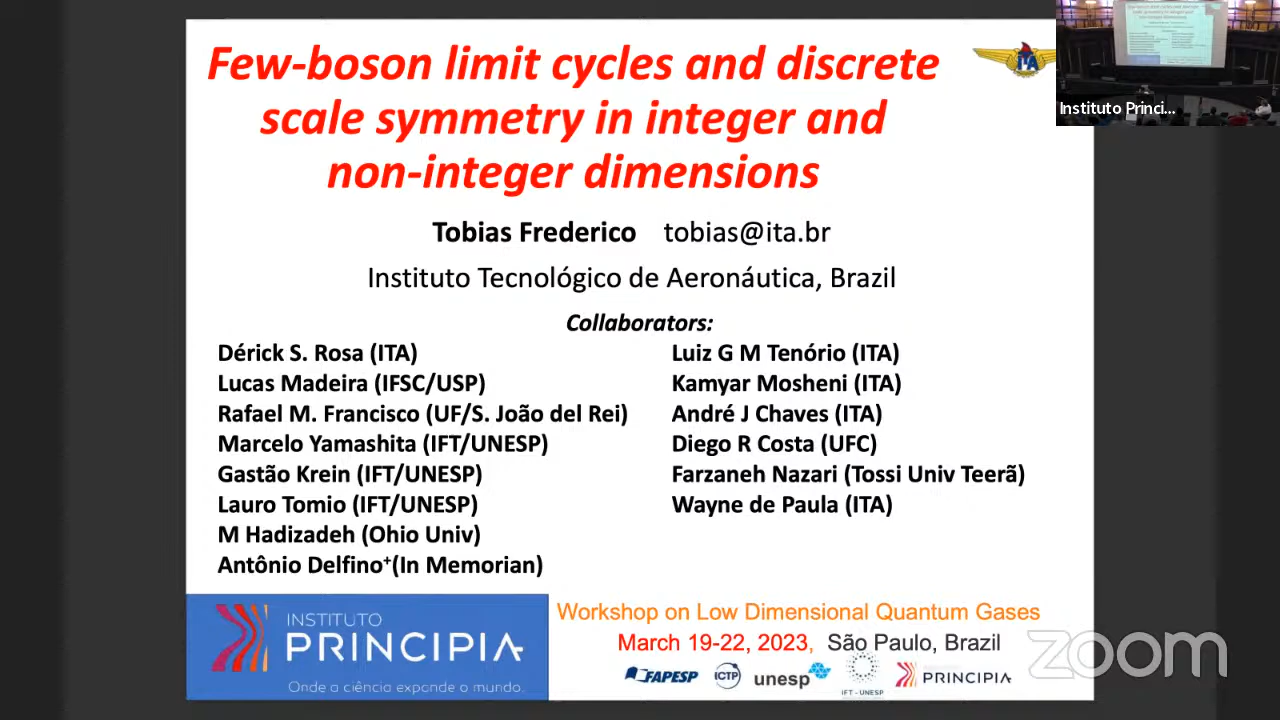 Few-boson limit cycles and discrete
scale symmetry in integer and
non-integer dimensions
ITA
Instituto Princi...
Tobias Frederico tobias@ita.br
Instituto Tecnológico de Aeronáutica, Brazil
Collaborators:
Dérick S. Rosa (ITA)
Lucas Madeira (IFSC/USP)
Rafael M. Francisco (UF/S. João del Rei)
Marcelo Yamashita (IFT/UNESP)
Gastão Krein (IFT/UNESP)
Lauro Tomio (IFT/UNESP)
M Hadizadeh (Ohio Univ)
Antônio Delfino⁺(In Memorian)
Luiz G M Tenório (ITA)
Kamyar Mosheni (ITA)
André J Chaves (ITA)
Diego R Costa (UFC)
Farzaneh Nazari (Tossi Univ Teerã)
Wayne de Paula (ITA)
INSTITUTO
PRINCIPIA
Onde a ciência expande o mundo.
Workshop on Low Dimensional Quantum Gases
March 19-22, 2023, São Paulo, Brazil
FAPESP ICTP unesp IFT - UNESP PRINCIPIA
zoom